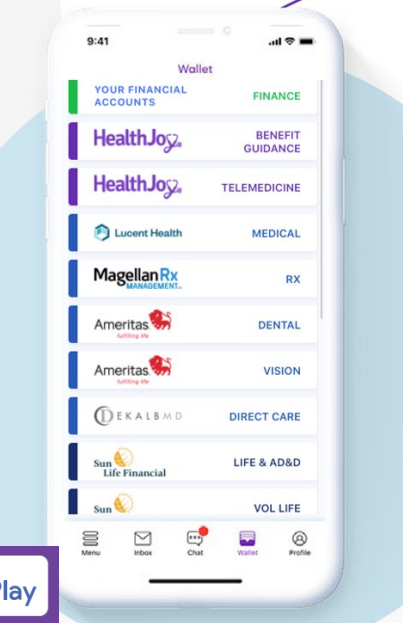 9:41
Wallet
YOUR FINANCIAL
ACCOUNTS
FINANCE
HealthJoy
BENEFIT
GUIDANCE
HealthJoy
TELEMEDICINE
Lucent Health
MEDICAL
MagellanRx
MANAGEMENT
RX
Ameritas
fulfilling life
DENTAL
Ameritas
fulfilling life
VISION
DEKALBMD
DIRECT CARE
Sun
Life Financial
LIFE & AD&D
Sun
VOL LIFE
Menu
Inbox
Chat
Wallet
Profile
Play